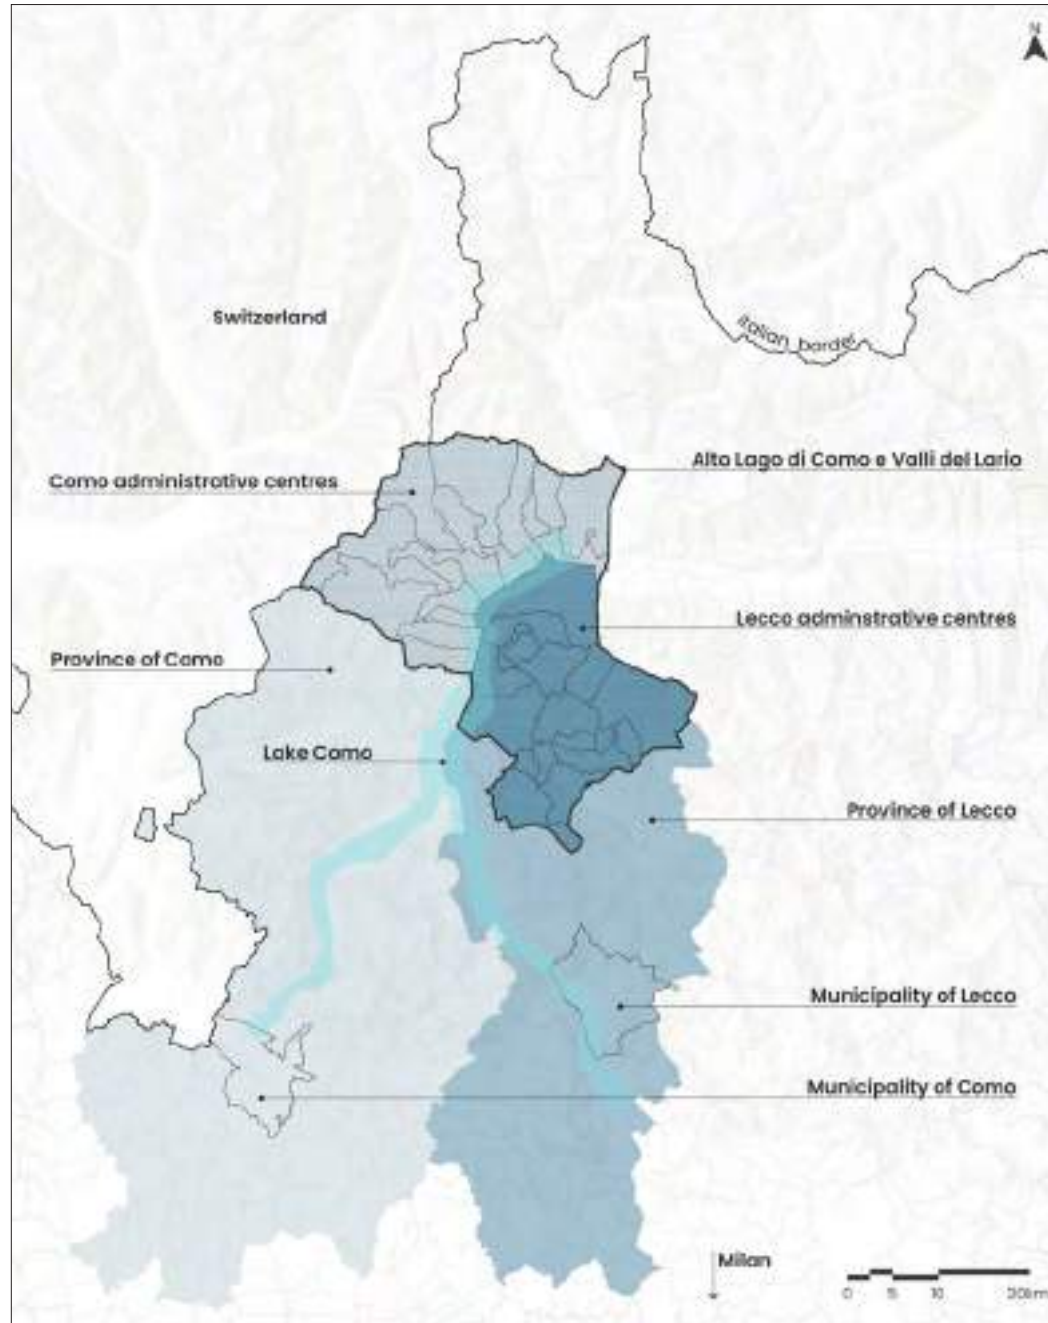 N
Switzerland
italian border
Alto Lago di Como e Valli del Lario
Como administrative centres
Lecco adminstrative centres
Province of Como
Lake Como
Province of Lecco
Municipality of Lecco
Municipality of Como
Milan
0 5 10 20km